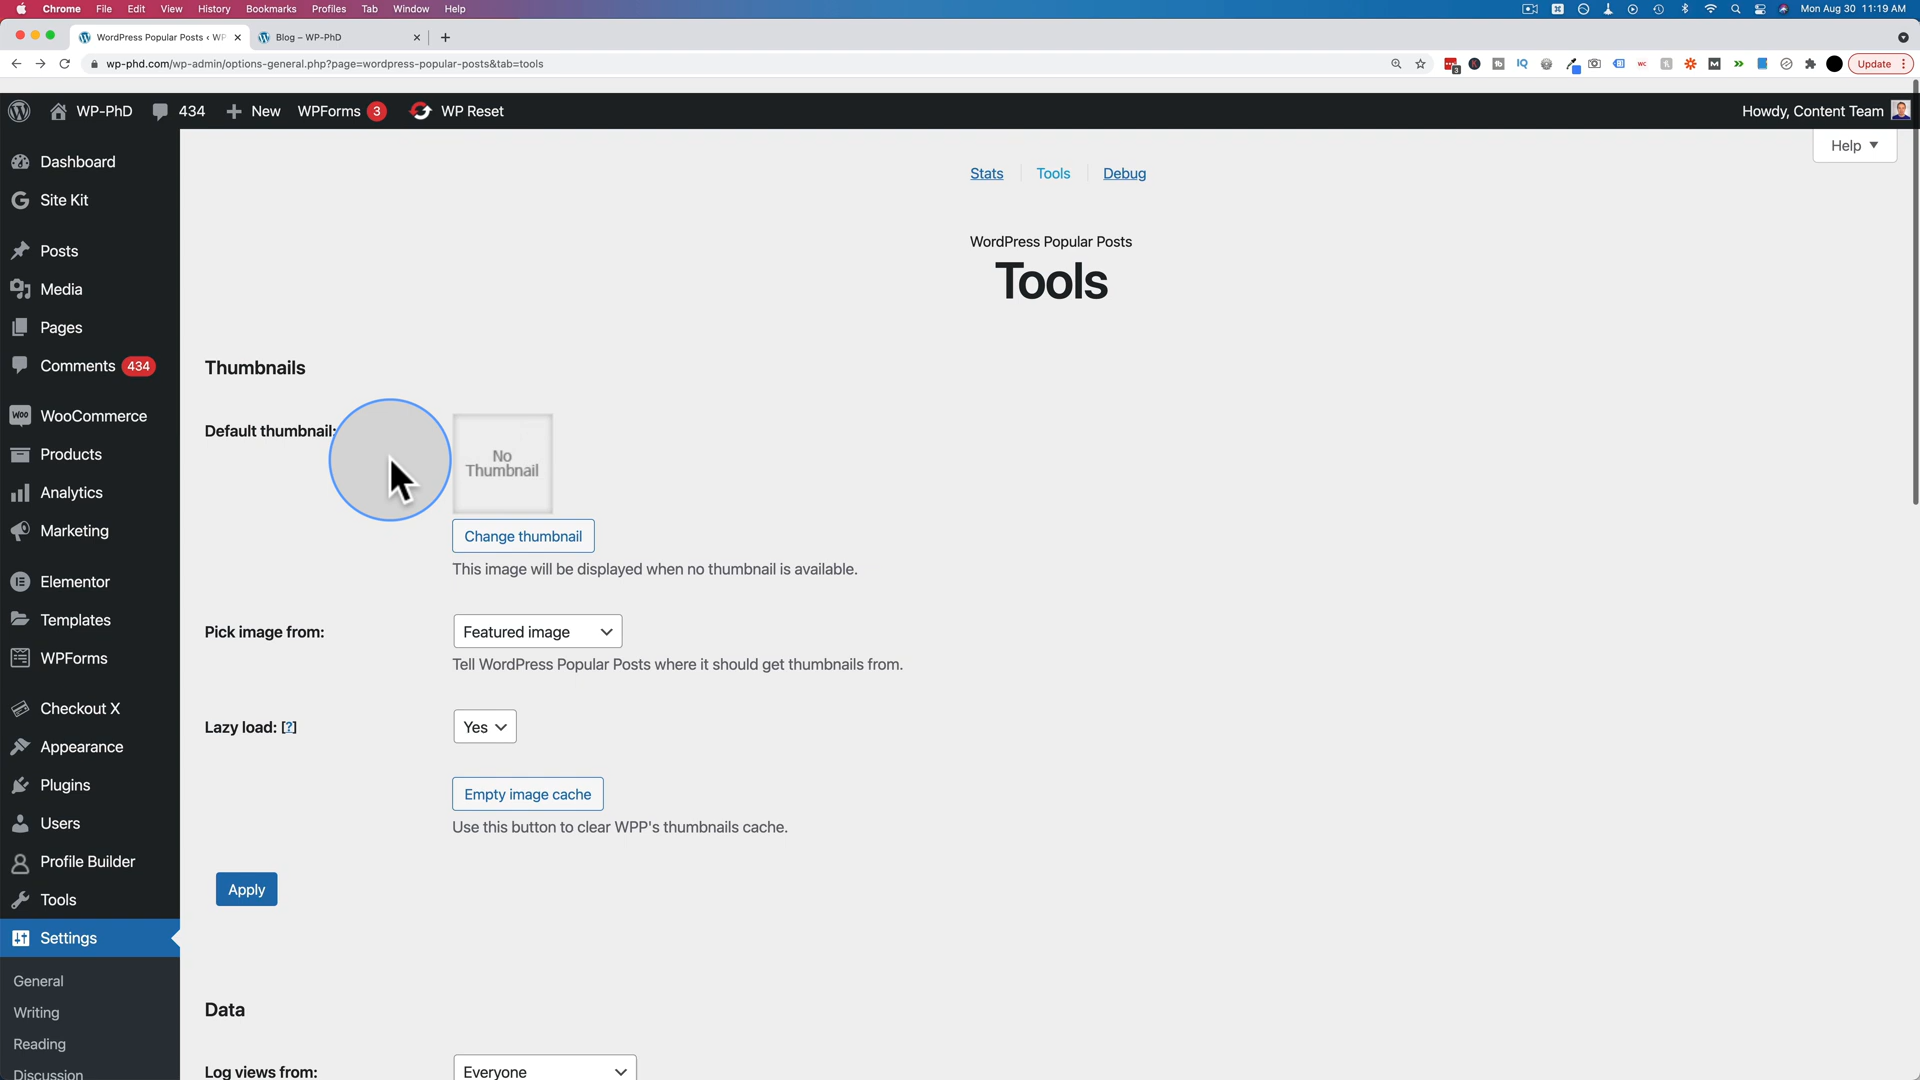 Chrome File Edit View History Bookmarks Profiles Tab Window Help Mon Aug 30 11:19 AM
WordPress Popular Posts ‹ WP Blog – WP-PhD
wp-phd.com/wp-admin/options-general.php?page=wordpress-popular-posts&tab=tools Update
WP-PhD 434 New WPForms 3 WP Reset Howdy, Content Team
Help
Dashboard
Site Kit
Posts
Media
Pages
Comments 434
WooCommerce
Products
Analytics
Marketing
Elementor
Templates
WPForms
Checkout X
Appearance
Plugins
Users
Profile Builder
Tools
Settings
General
Writing
Reading
Discussion
Stats Tools Debug
WordPress Popular Posts
Tools
Thumbnails
Default thumbnail:
No
Thumbnail
Change thumbnail
This image will be displayed when no thumbnail is available.
Pick image from: Featured image
Tell WordPress Popular Posts where it should get thumbnails from.
Lazy load: [?] Yes
Empty image cache
Use this button to clear WPP's thumbnails cache.
Apply
Data
Log views from: Everyone